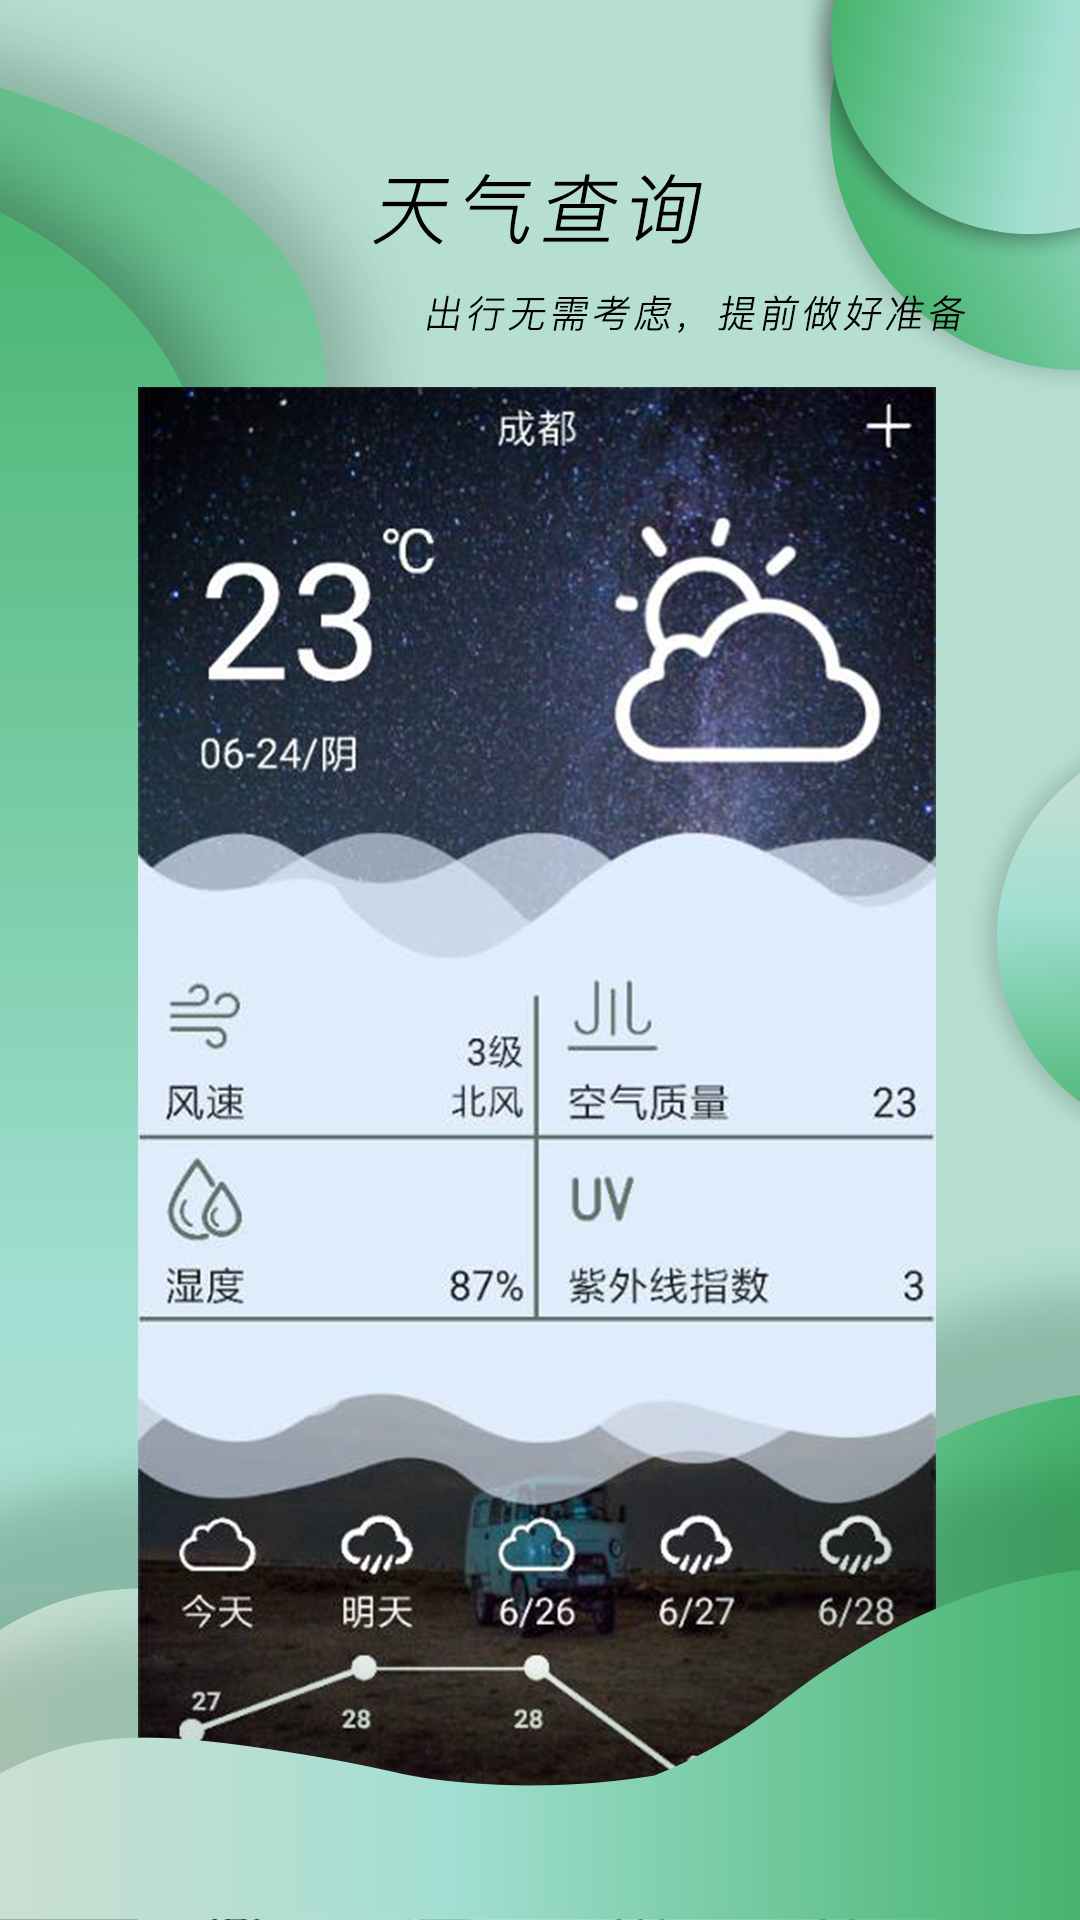 天气查询
出行无需考虑，提前做好准备
成都
23℃
06-24/阴
3级
风速 北风
空气质量 23
UV
湿度 87%
紫外线指数 3
今天 明天 6/26 6/27 6/28
27 28 28